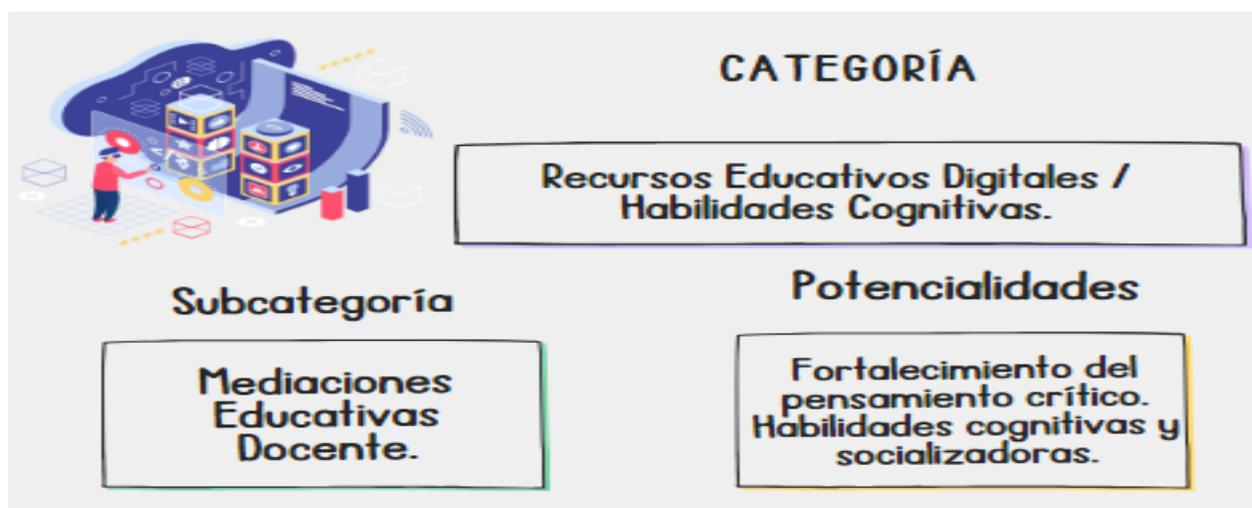 CATEGORÍA
Recursos Educativos Digitales /
Habilidades Cognitivas.
Subcategoría
Mediaciones
Educativas
Docente.
Potencialidades
Fortalecimiento del
pensamiento crítico.
Habilidades cognitivas y
socializadoras.